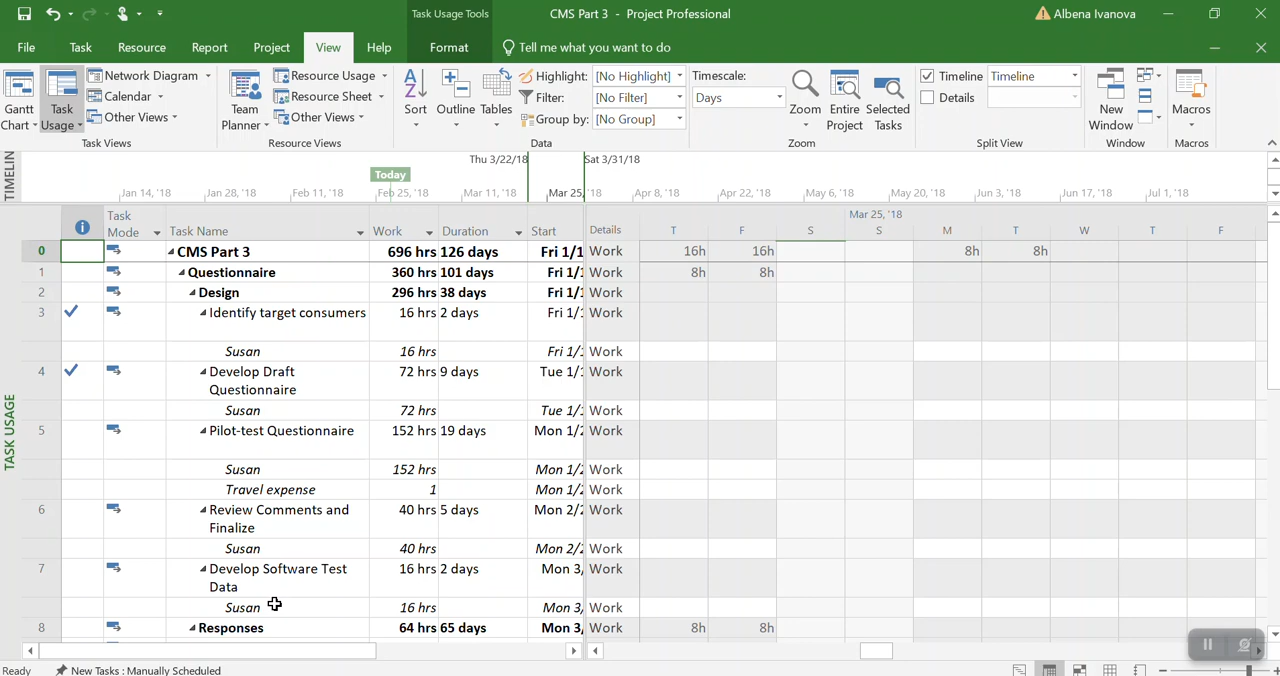 Task Usage Tools CMS Part 3 - Project Professional Albena Ivanova
File Task Resource Report Project View Help Format Tell me what you want to do
Gantt Chart Task Usage Network Diagram Calendar Other Views Task Views
Team Planner Resource Usage Resource Sheet Other Views Resource Views
Sort Outline Tables Highlight: [No Highlight] Filter: [No Filter] Group by: [No Group] Data
Timescale: Days Zoom Entire Project Selected Tasks Zoom
Timeline Timeline Details Split View
New Window Window Macros Macros
TIMELIN
Thu 3/22/18 Sat 3/31/18
Today
Jan 14, '18 Jan 28, '18 Feb 11, '18 Feb 25, '18 Mar 11, '18 Mar 25, '18 Apr 8, '18 Apr 22, '18 May 6, '18 May 20, '18 Jun 3, '18 Jun 17, '18 Jul 1, '18
TASK USAGE
Mar 25, '18
Task Mode Task Name Work Duration Start Details T F S S M T W T F
0 CMS Part 3 696 hrs 126 days Fri 1/1 Work 16h 16h 8h 8h
1 Questionnaire 360 hrs 101 days Fri 1/1 Work 8h 8h
2 Design 296 hrs 38 days Fri 1/1 Work
3 Identify target consumers 16 hrs 2 days Fri 1/1 Work
Susan 16 hrs Fri 1/1 Work
4 Develop Draft 72 hrs 9 days Tue 1/1 Work
Questionnaire
Susan 72 hrs Tue 1/1 Work
5 Pilot-test Questionnaire 152 hrs 19 days Mon 1/2 Work
Susan 152 hrs Mon 1/2 Work
Travel expense 1 Mon 1/2 Work
6 Review Comments and 40 hrs 5 days Mon 2/2 Work
Finalize
Susan 40 hrs Mon 2/2 Work
7 Develop Software Test 16 hrs 2 days Mon 3/ Work
Data
Susan 16 hrs Mon 3/ Work
8 Responses 64 hrs 65 days Mon 3/ Work 8h 8h
Ready New Tasks : Manually Scheduled